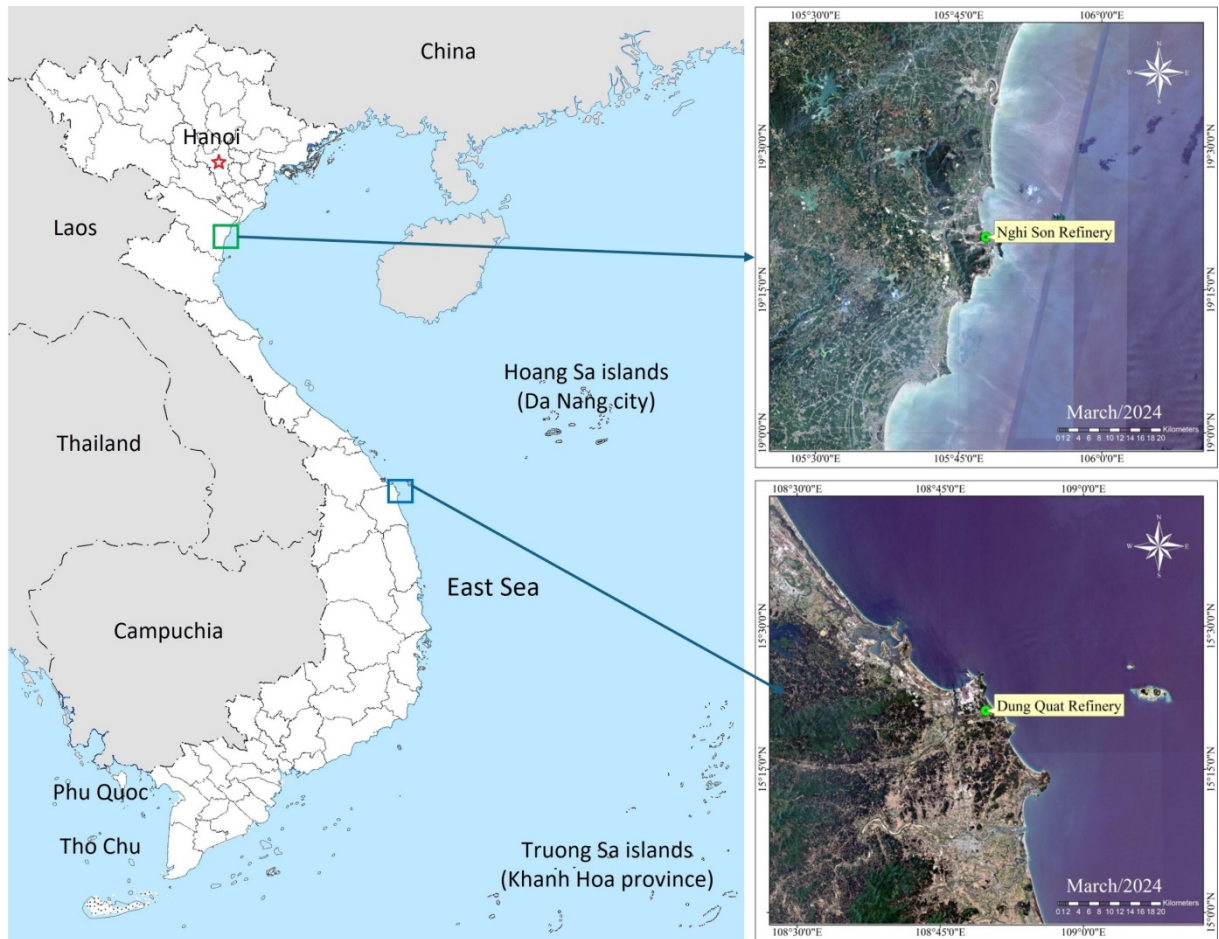 China
Hanoi
Laos
Hoang Sa islands
(Da Nang city)
Thailand
East Sea
Campuchia
Phu Quoc
Tho Chu
Truong Sa islands
(Khanh Hoa province)
105°30'0"E 105°45'0"E 106°0'0"E
N
W E
S
19°30'0"N 19°30'0"N
Nghi Son Refinery
19°15'0"N 19°15'0"N
March/2024
Kilometers
0 2 4 6 8 10 12 14 16 18 20
19°0'0"N 19°0'0"N
105°30'0"E 105°45'0"E 106°0'0"E
108°30'0"E 108°45'0"E 109°0'0"E
N
W E
S
15°30'0"N 15°30'0"N
Dung Quat Refinery
15°15'0"N 15°15'0"N
March/2024
Kilometers
0 2 4 6 8 10 12 14 16 18 20
15°0'0"N 15°0'0"N
108°30'0"E 108°45'0"E 109°0'0"E